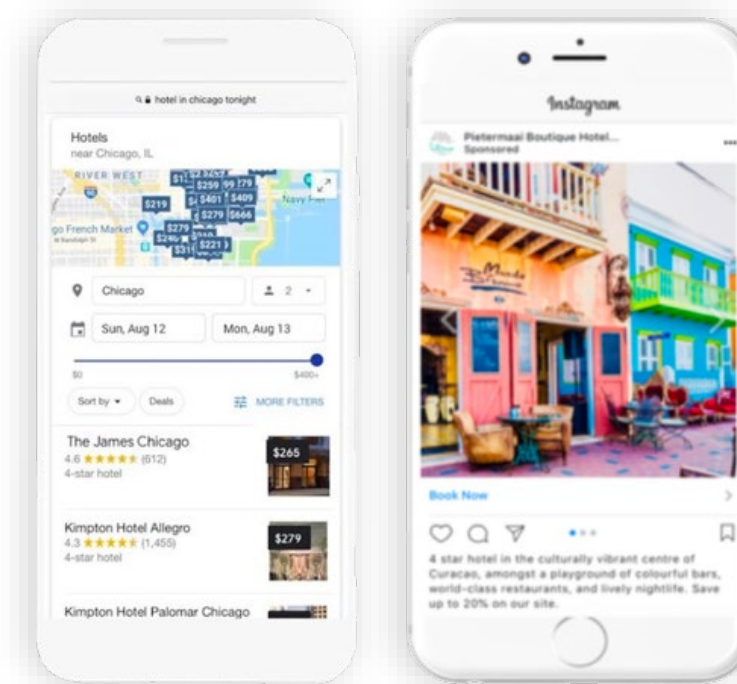 hotel in chicago tonight
Hotels
near Chicago, IL
RIVER WEST
$259
$219
$401
$409
Navy Pier
$279
$666
go French Market
$279
$221
Chicago
2
Sun, Aug 12
Mon, Aug 13
$0
$400+
Sort by
Deals
MORE FILTERS
The James Chicago
4.6 ★★★★★ (612)
4-star hotel
$265
Kimpton Hotel Allegro
4.3 ★★★★★ (1,455)
4-star hotel
$279
Kimpton Hotel Palomar Chicago
Instagram
Pietermaai Boutique Hotel...
Sponsored
Mundo
Book Now
4 star hotel in the culturally vibrant centre of
Curacao, amongst a playground of colourful bars,
world-class restaurants, and lively nightlife. Save
up to 20% on our site.